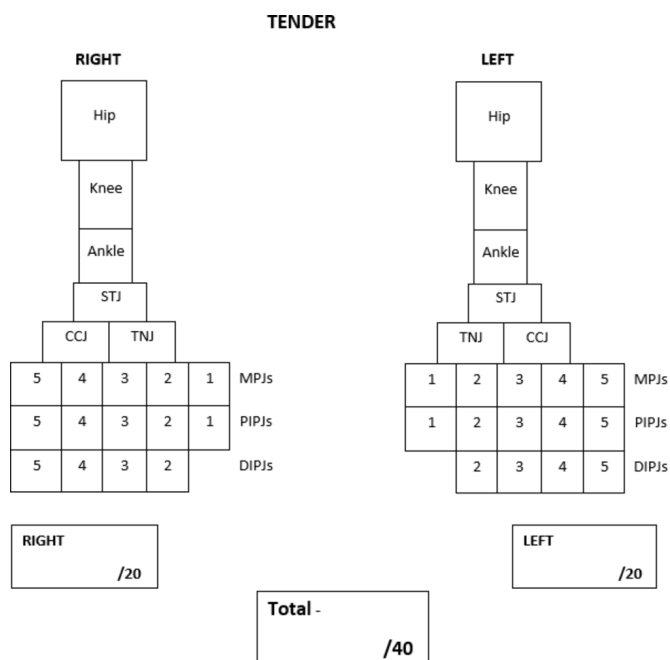 TENDER
RIGHT LEFT
Hip Hip
Knee Knee
Ankle Ankle
STJ STJ
CCJ TNJ TNJ CCJ
5 4 3 2 1 MPJs 1 2 3 4 5 MPJs
5 4 3 2 1 PIPJs 1 2 3 4 5 PIPJs
5 4 3 2 DIPJs 2 3 4 5 DIPJs
RIGHT LEFT
/20 /20
Total -
/40